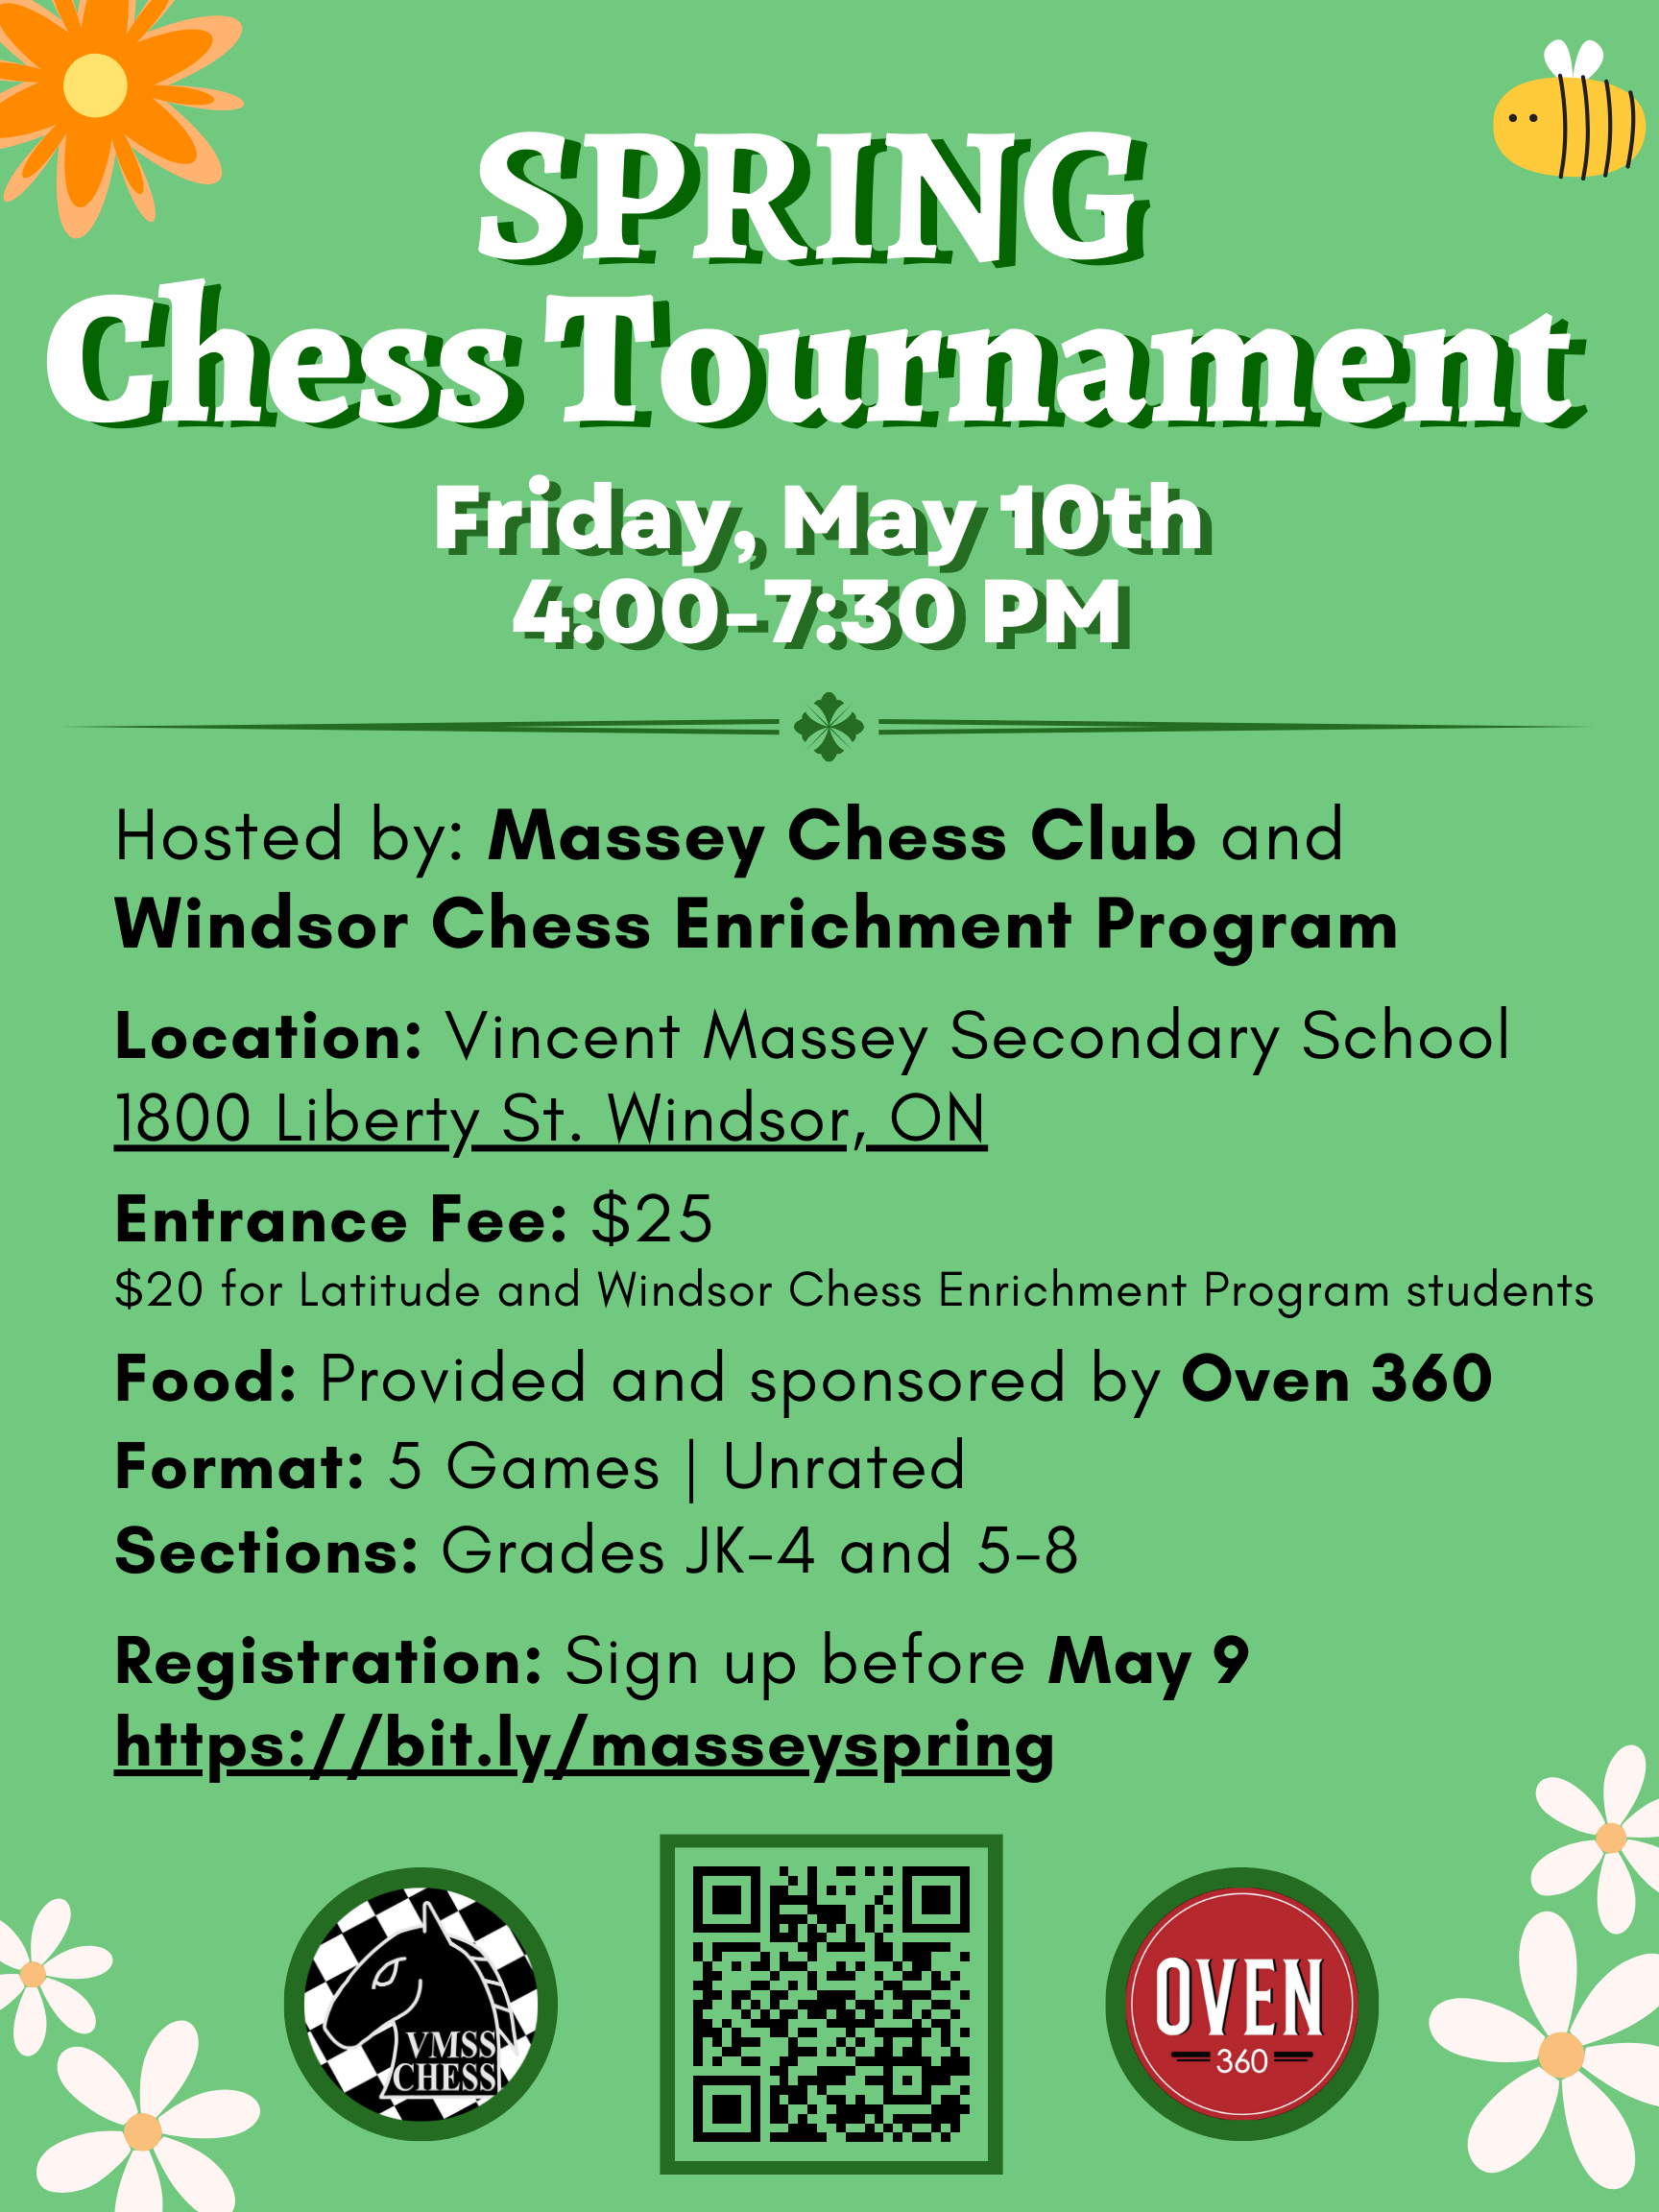 SPRING
Chess Tournament
Friday, May 10th
4:00-7:30 PM
Hosted by: Massey Chess Club and
Windsor Chess Enrichment Program
Location: Vincent Massey Secondary School
1800 Liberty St. Windsor, ON
Entrance Fee: $25
$20 for Latitude and Windsor Chess Enrichment Program students
Food: Provided and sponsored by Oven 360
Format: 5 Games | Unrated
Sections: Grades JK-4 and 5-8
Registration: Sign up before May 9
https://bit.ly/masseyspring
VMSS
CHESS
OVEN
360